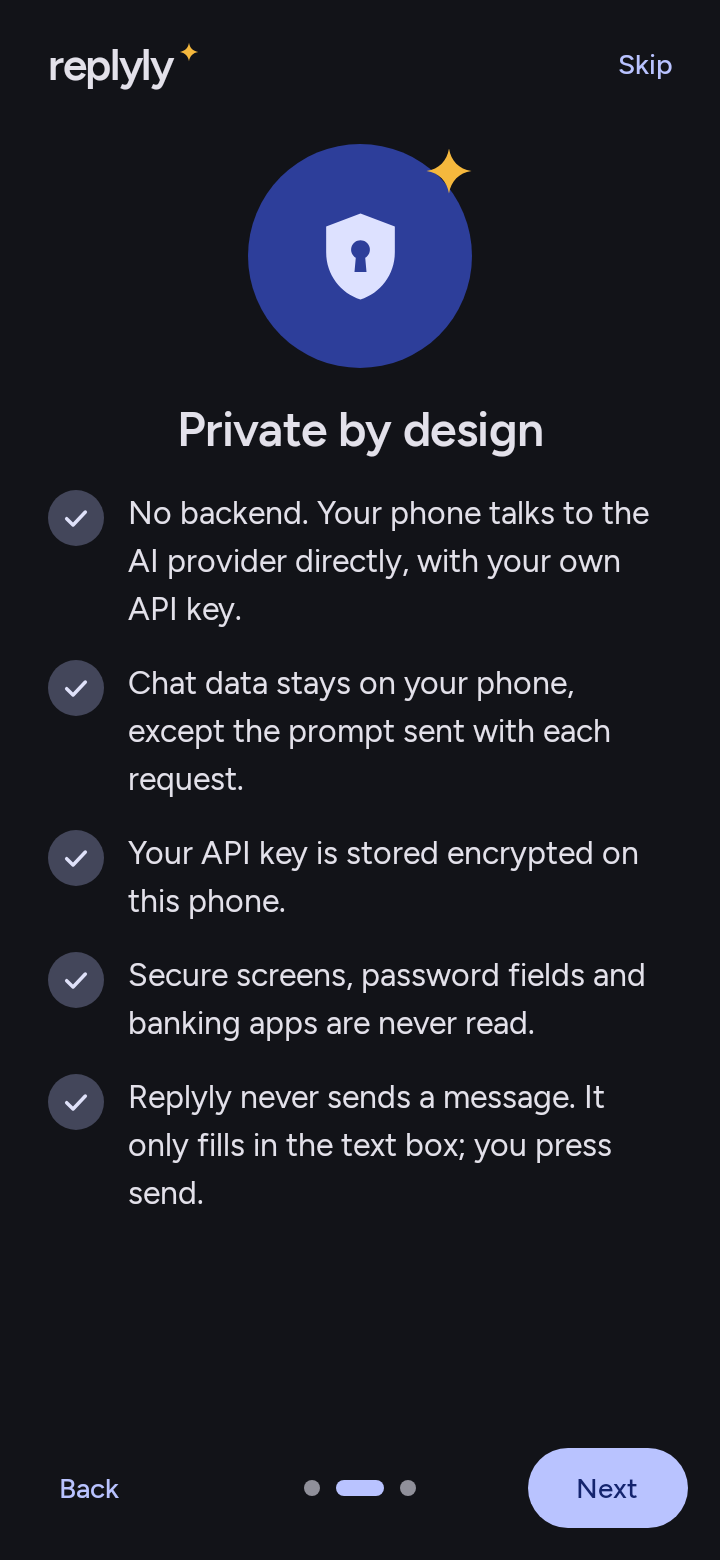 replyly
Skip
Private by design
No backend. Your phone talks to the
AI provider directly, with your own
API key.
Chat data stays on your phone,
except the prompt sent with each
request.
Your API key is stored encrypted on
this phone.
Secure screens, password fields and
banking apps are never read.
Replyly never sends a message. It
only fills in the text box; you press
send.
Back
Next